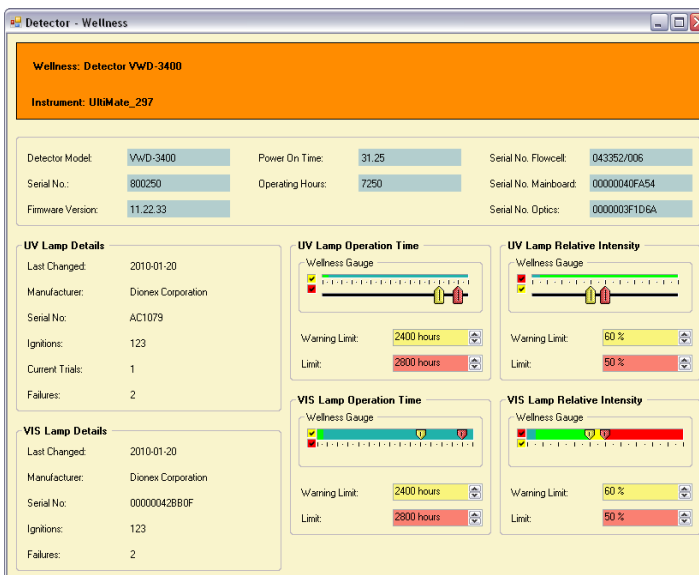 Detector - Wellness
Wellness: Detector VWD-3400
Instrument: UltiMate_297
Detector Model: VWD-3400 Power On Time: 31.25 Serial No. Flowcell: 043352/006
Serial No.: 800250 Operating Hours: 7250 Serial No. Mainboard: 00000040FA54
Firmware Version: 11.22.33 Serial No. Optics: 0000003F1D6A
UV Lamp Details
Last Changed: 2010-01-20
Manufacturer: Dionex Corporation
Serial No: AC1079
Ignitions: 123
Current Trials: 1
Failures: 2
UV Lamp Operation Time
Wellness Gauge
Warning Limit: 2400 hours
Limit: 2800 hours
UV Lamp Relative Intensity
Wellness Gauge
Warning Limit: 60 %
Limit: 50 %
VIS Lamp Details
Last Changed: 2010-01-20
Manufacturer: Dionex Corporation
Serial No: 00000042BB0F
Ignitions: 123
Failures: 2
VIS Lamp Operation Time
Wellness Gauge
Warning Limit: 2400 hours
Limit: 2800 hours
VIS Lamp Relative Intensity
Wellness Gauge
Warning Limit: 60 %
Limit: 50 %